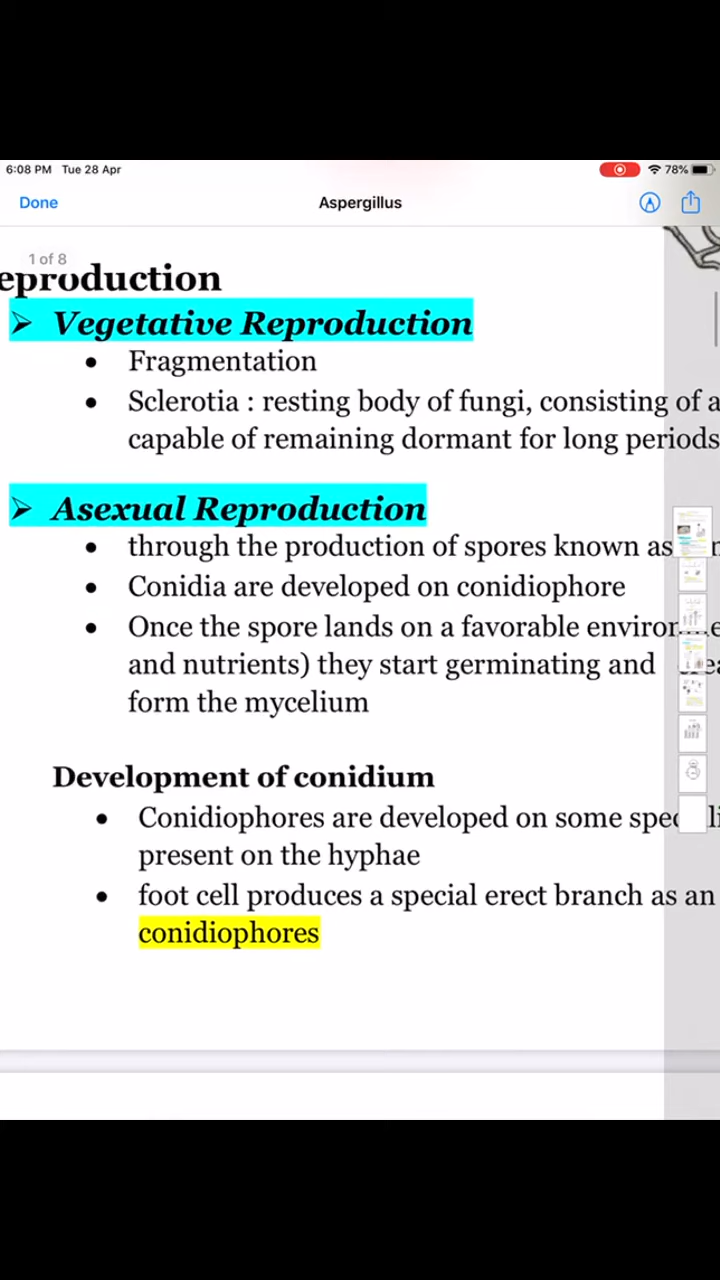 6:08 PM Tue 28 Apr 78%
Done Aspergillus
1 of 8
eproduction
➤ Vegetative Reproduction
• Fragmentation
• Sclerotia : resting body of fungi, consisting of a
capable of remaining dormant for long periods
➤ Asexual Reproduction
• through the production of spores known as
• Conidia are developed on conidiophore
• Once the spore lands on a favorable
and nutrients) they start germinating and
form the mycelium
Development of conidium
• Conidiophores are developed on some
present on the hyphae
• foot cell produces a special erect branch as an
conidiophores